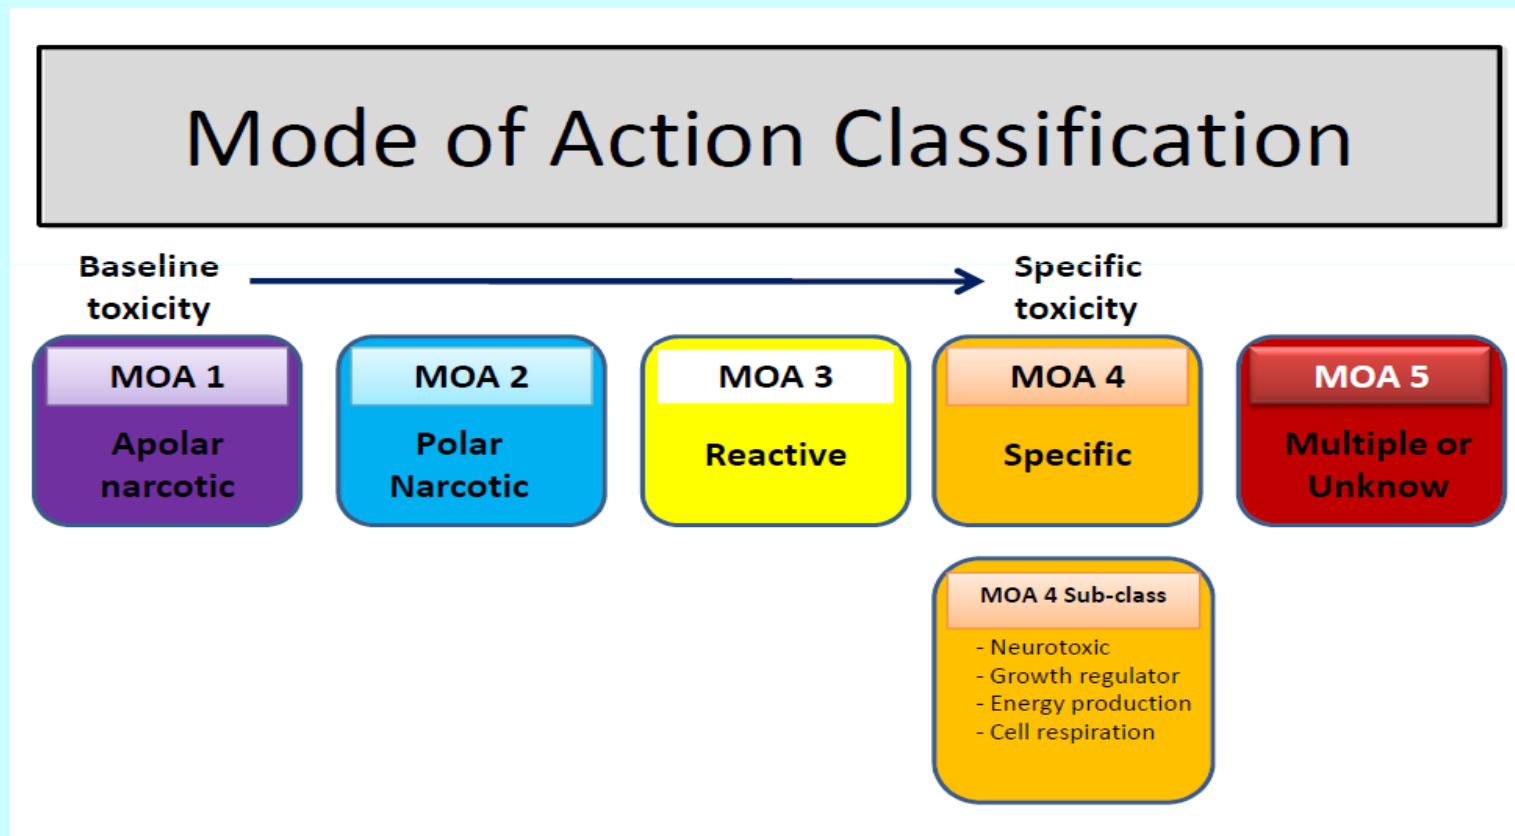 Mode of Action Classification
Baseline
toxicity
Specific
toxicity
MOA 1
Apolar
narcotic
MOA 2
Polar
Narcotic
MOA 3
Reactive
MOA 4
Specific
MOA 5
Multiple or
Unknow
MOA 4 Sub-class
- Neurotoxic
- Growth regulator
- Energy production
- Cell respiration